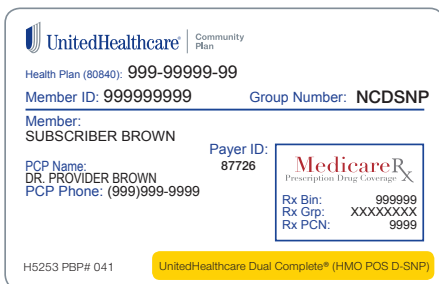 UnitedHealthcare® Community Plan
Health Plan (80840): 999-99999-99
Member ID: 999999999 Group Number: NCDSNP
Member:
SUBSCRIBER BROWN
Payer ID:
87726
PCP Name:
DR. PROVIDER BROWN
PCP Phone: (999)999-9999
MedicareRx
Prescription Drug Coverage
Rx Bin: 999999
Rx Grp: XXXXXXXX
Rx PCN: 9999
H5253 PBP# 041
UnitedHealthcare Dual Complete® (HMO POS D-SNP)